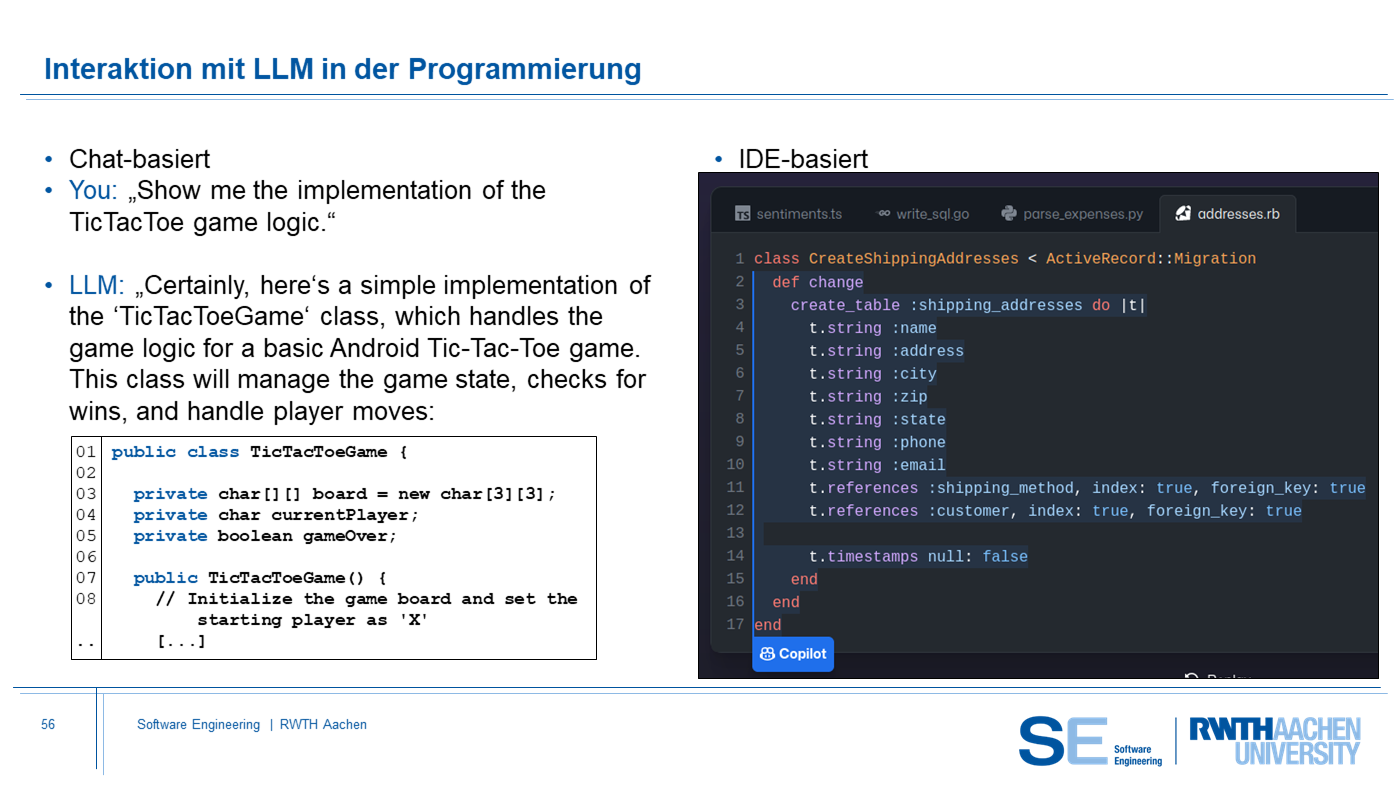 Interaktion mit LLM in der Programmierung
• Chat-basiert
• You: „Show me the implementation of the
TicTacToe game logic.“
• LLM: „Certainly, here‘s a simple implementation of
the ‘TicTacToeGame‘ class, which handles the
game logic for a basic Android Tic-Tac-Toe game.
This class will manage the game state, checks for
wins, and handle player moves:
01 public class TicTacToeGame {
02
03   private char[][] board = new char[3][3];
04   private char currentPlayer;
05   private boolean gameOver;
06
07   public TicTacToeGame() {
08     // Initialize the game board and set the
starting player as 'X'
..     [...]
• IDE-basiert
TS sentiments.ts write_sql.go parse_expenses.py addresses.rb
1 class CreateShippingAddresses < ActiveRecord::Migration
2   def change
3     create_table :shipping_addresses do |t|
4       t.string :name
5       t.string :address
6       t.string :city
7       t.string :zip
8       t.string :state
9       t.string :phone
10       t.string :email
11       t.references :shipping_method, index: true, foreign_key: true
12       t.references :customer, index: true, foreign_key: true
13
14       t.timestamps null: false
15     end
16   end
17 end
Copilot
56 Software Engineering | RWTH Aachen
SE Software
Engineering
RWTH AACHEN
UNIVERSITY